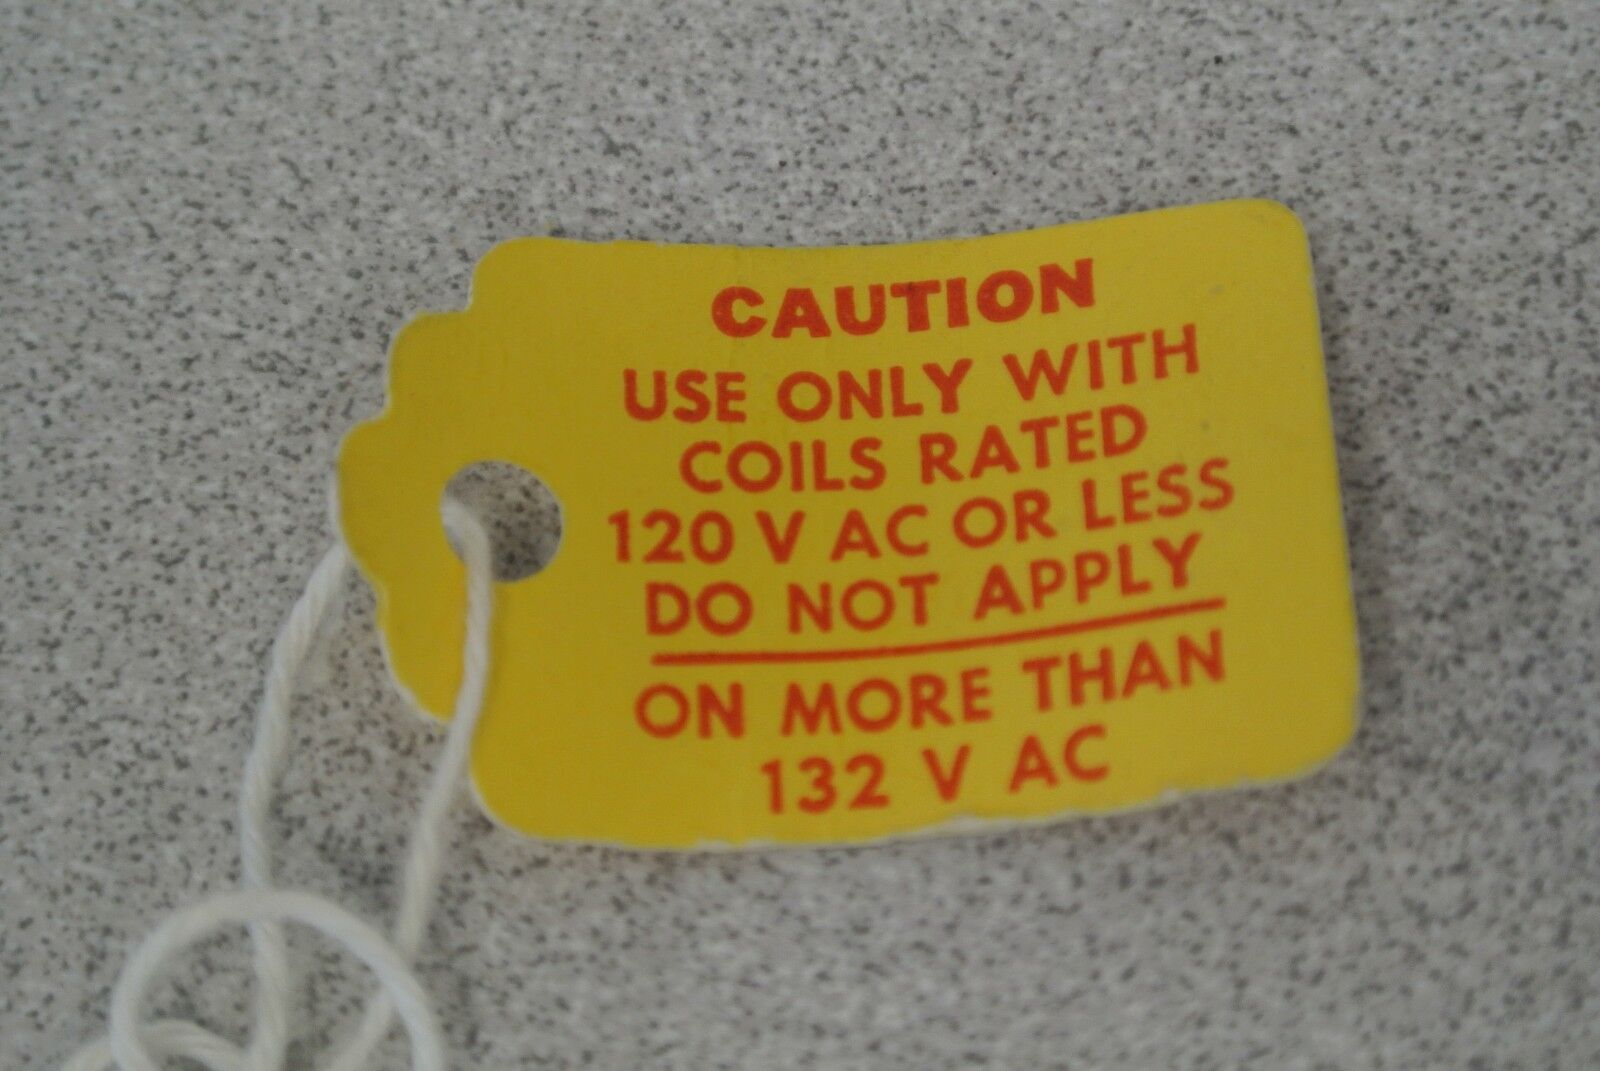 CAUTION
USE ONLY WITH
COILS RATED
120 V AC OR LESS
DO NOT APPLY
ON MORE THAN
132 V AC